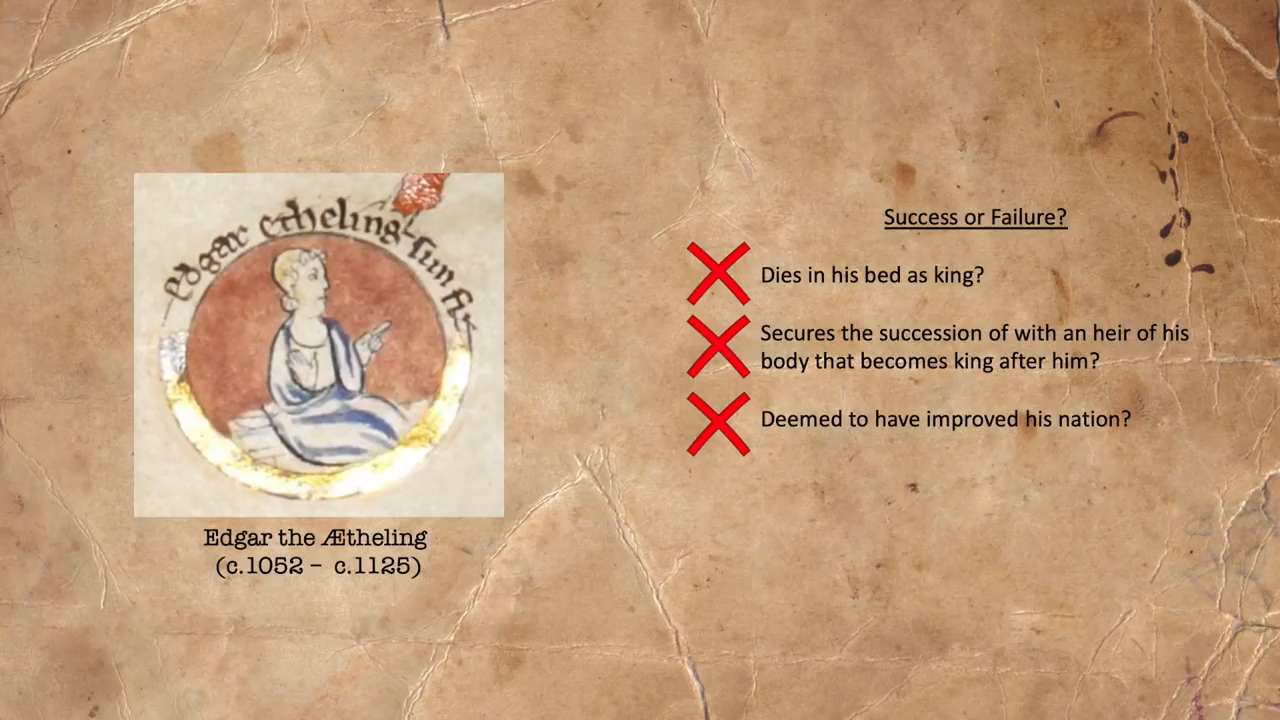 Edgar etheling
Success or Failure?
Dies in his bed as king?
Secures the succession of with an heir of his
body that becomes king after him?
Deemed to have improved his nation?
Edgar the Ætheling
(c.1052 – c.1125)